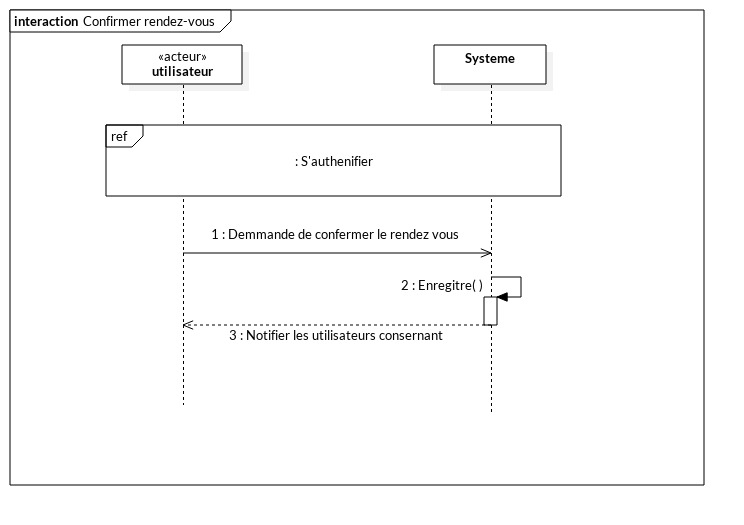 interaction Confirmer rendez-vous
«acteur»
utilisateur
Systeme
ref
: S'authenifier
1 : Demmande de confermer le rendez vous
2 : Enregitre( )
3 : Notifier les utilisateurs consernant